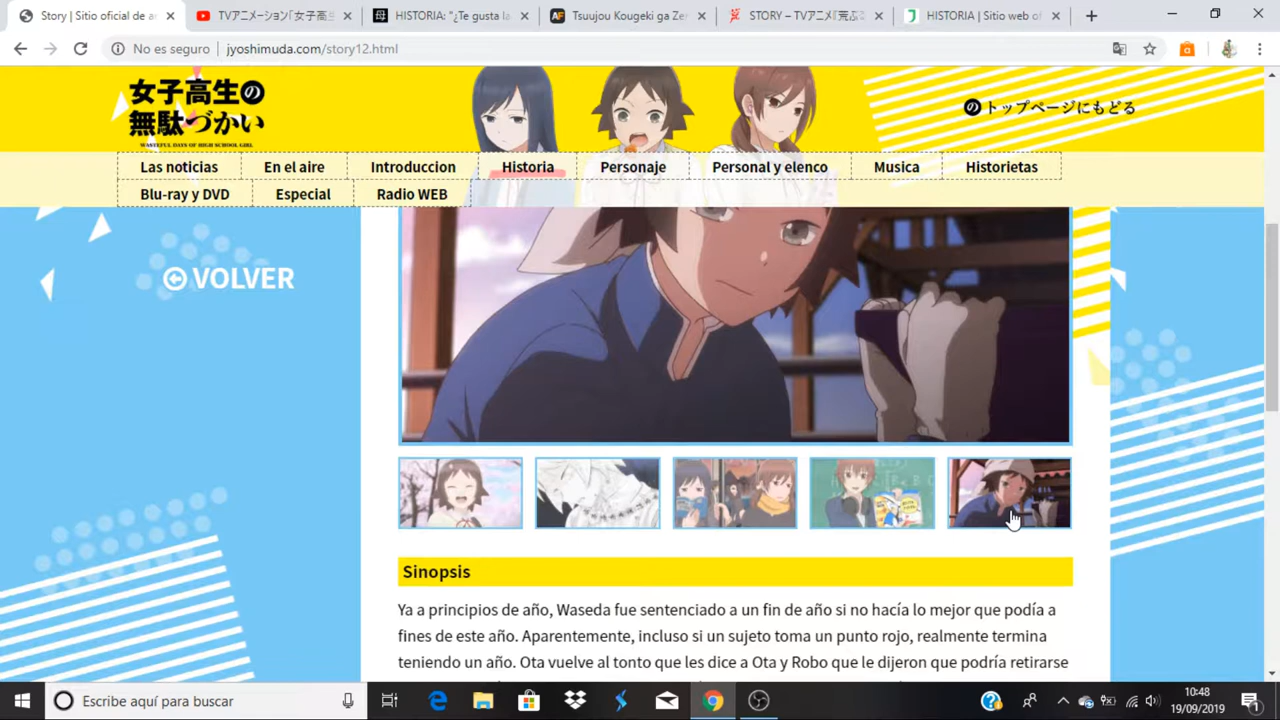 Story | Sitio oficial de a
TVアニメーション「女子高生
HISTORIA: "¿Te gusta la
Tsuujou Kougeki ga Ze
STORY – TVアニメ『荒ぶ
HISTORIA | Sitio web of
No es seguro | jyoshimuda.com/story12.html
女子高生の
無駄づかい
WASTEFUL DAYS OF HIGH SCHOOL GIRL
のトップページにもどる
Las noticias
En el aire
Introduccion
Historia
Personaje
Personal y elenco
Musica
Historietas
Blu-ray y DVD
Especial
Radio WEB
VOLVER
Sinopsis
Ya a principios de año, Waseda fue sentenciado a un fin de año si no hacía lo mejor que podía a
fines de este año. Aparentemente, incluso si un sujeto toma un punto rojo, realmente termina
teniendo un año. Ota vuelve al tonto que les dice a Ota y Robo que le dijeron que podría retirarse
Escribe aquí para buscar
10:48
19/09/2019